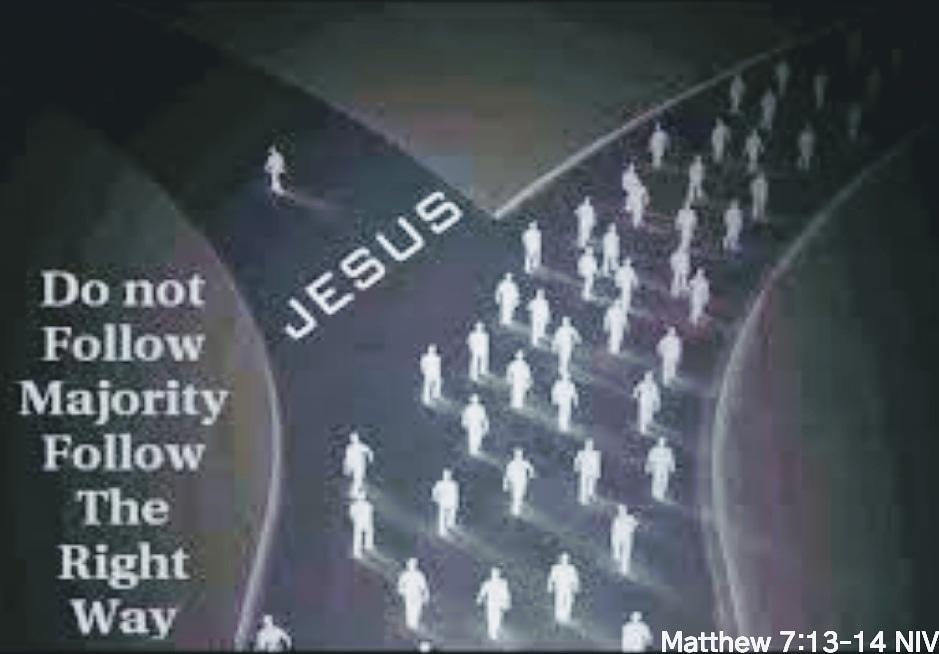 JESUS
Do not
Follow
Majority
Follow
The
Right
Way
Matthew 7:13-14 NIV